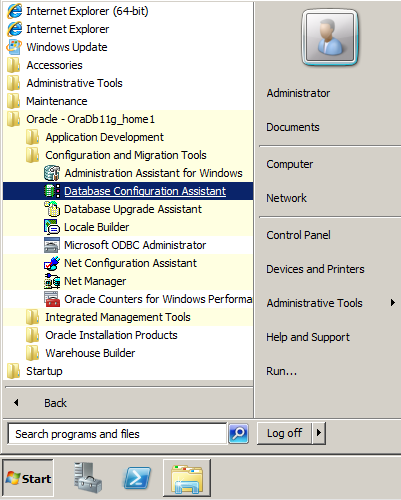 Internet Explorer (64-bit)
Internet Explorer
Windows Update
Accessories
Administrative Tools
Maintenance
Oracle - OraDb11g_home1
Application Development
Configuration and Migration Tools
Administration Assistant for Windows
Database Configuration Assistant
Database Upgrade Assistant
Locale Builder
Microsoft ODBC Administrator
Net Configuration Assistant
Net Manager
Oracle Counters for Windows Performa
Integrated Management Tools
Oracle Installation Products
Warehouse Builder
Startup
Back
Search programs and files
Administrator
Documents
Computer
Network
Control Panel
Devices and Printers
Administrative Tools
Help and Support
Run...
Log off
Start